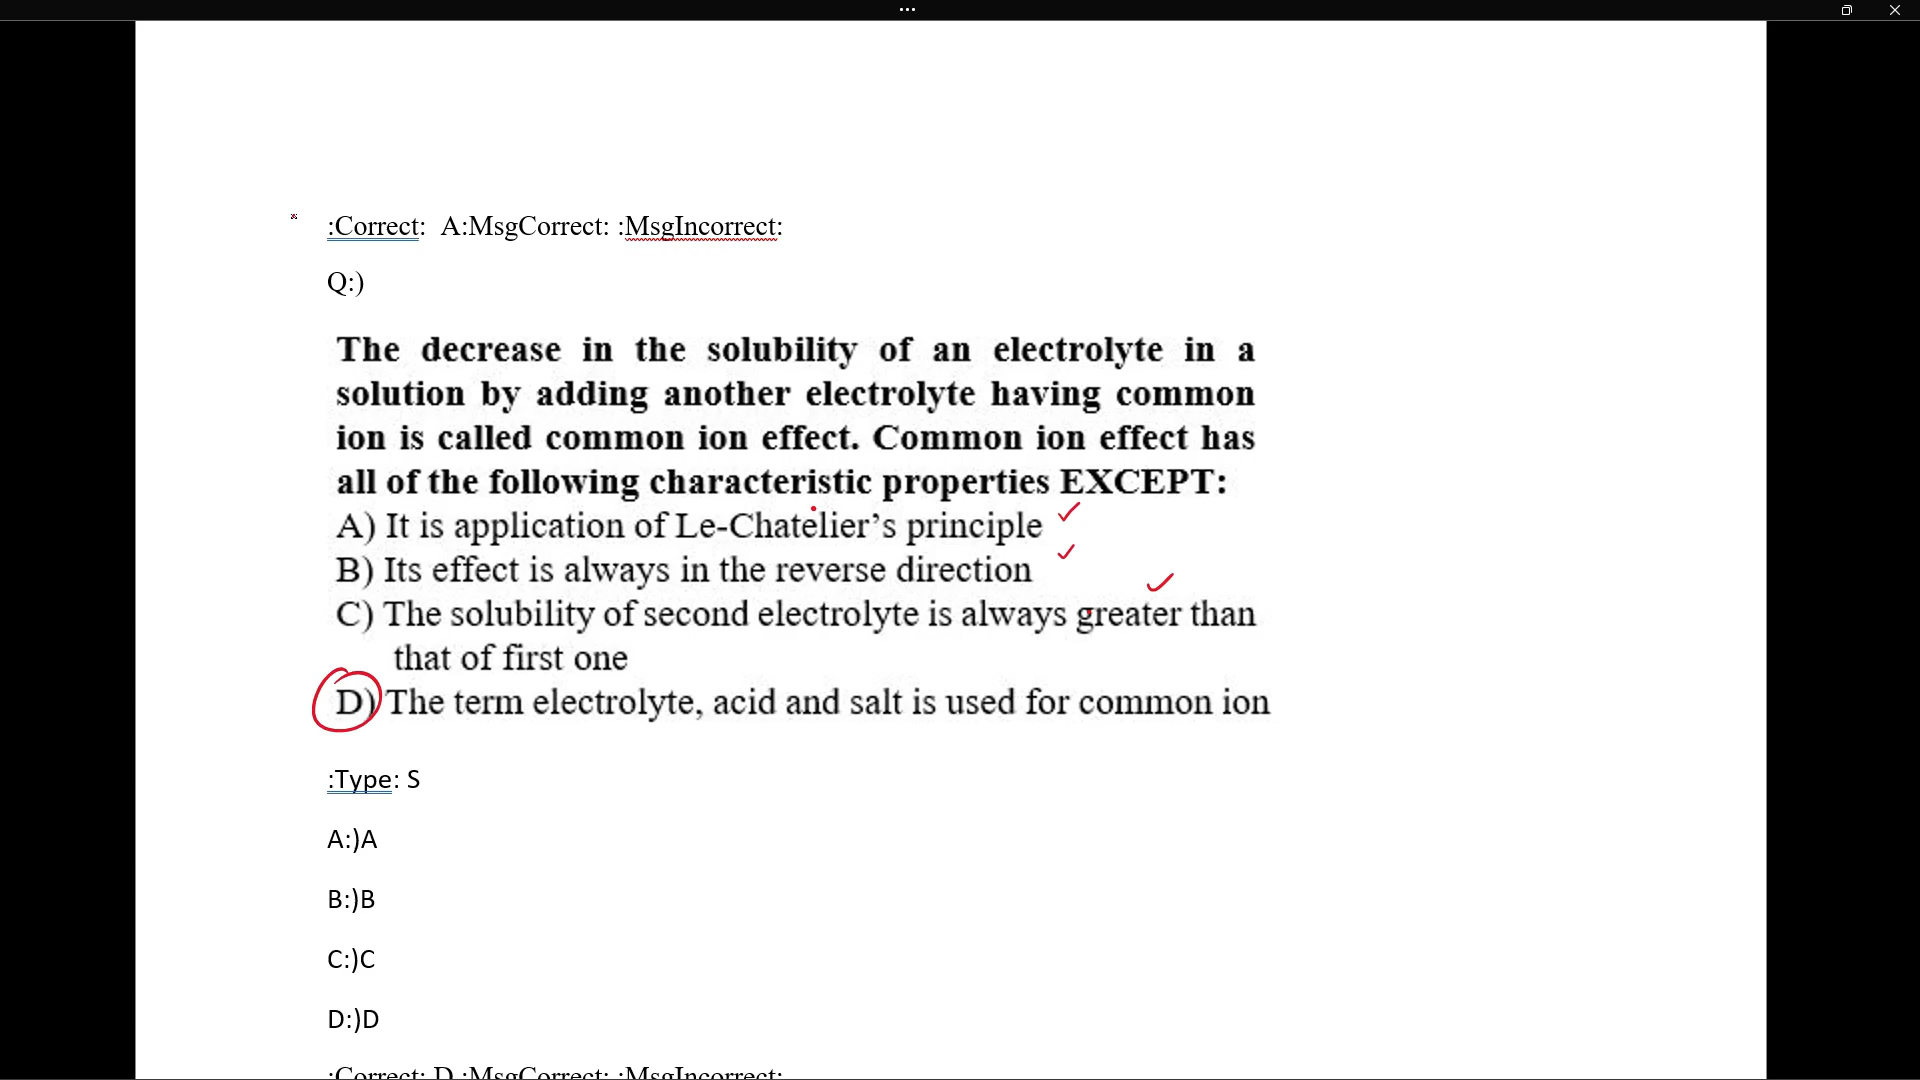 :Correct:  A:MsgCorrect: :MsgIncorrect:
Q:)
The decrease in the solubility of an electrolyte in a
solution by adding another electrolyte having common
ion is called common ion effect. Common ion effect has
all of the following characteristic properties EXCEPT:
A) It is application of Le-Chatelier’s principle
B) Its effect is always in the reverse direction
C) The solubility of second electrolyte is always greater than
that of first one
D) The term electrolyte, acid and salt is used for common ion
:Type: S
A:)A
B:)B
C:)C
D:)D
:Correct: D :MsgCorrect: :MsgIncorrect: